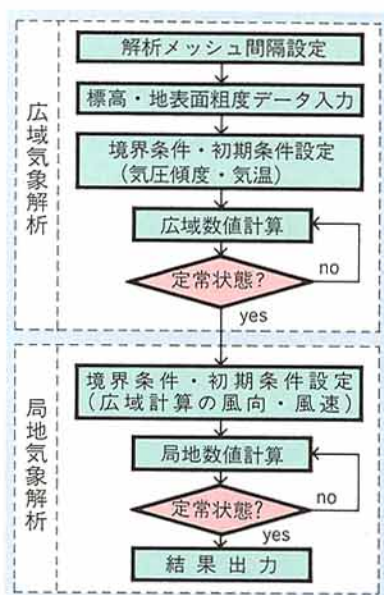 広域気象解析
解析メッシュ間隔設定
標高・地表面粗度データ入力
境界条件・初期条件設定
(気圧傾度・気温)
広域数値計算
定常状態?
no
yes
局地気象解析
境界条件・初期条件設定
(広域計算の風向・風速)
局地数値計算
定常状態?
no
yes
結果出力